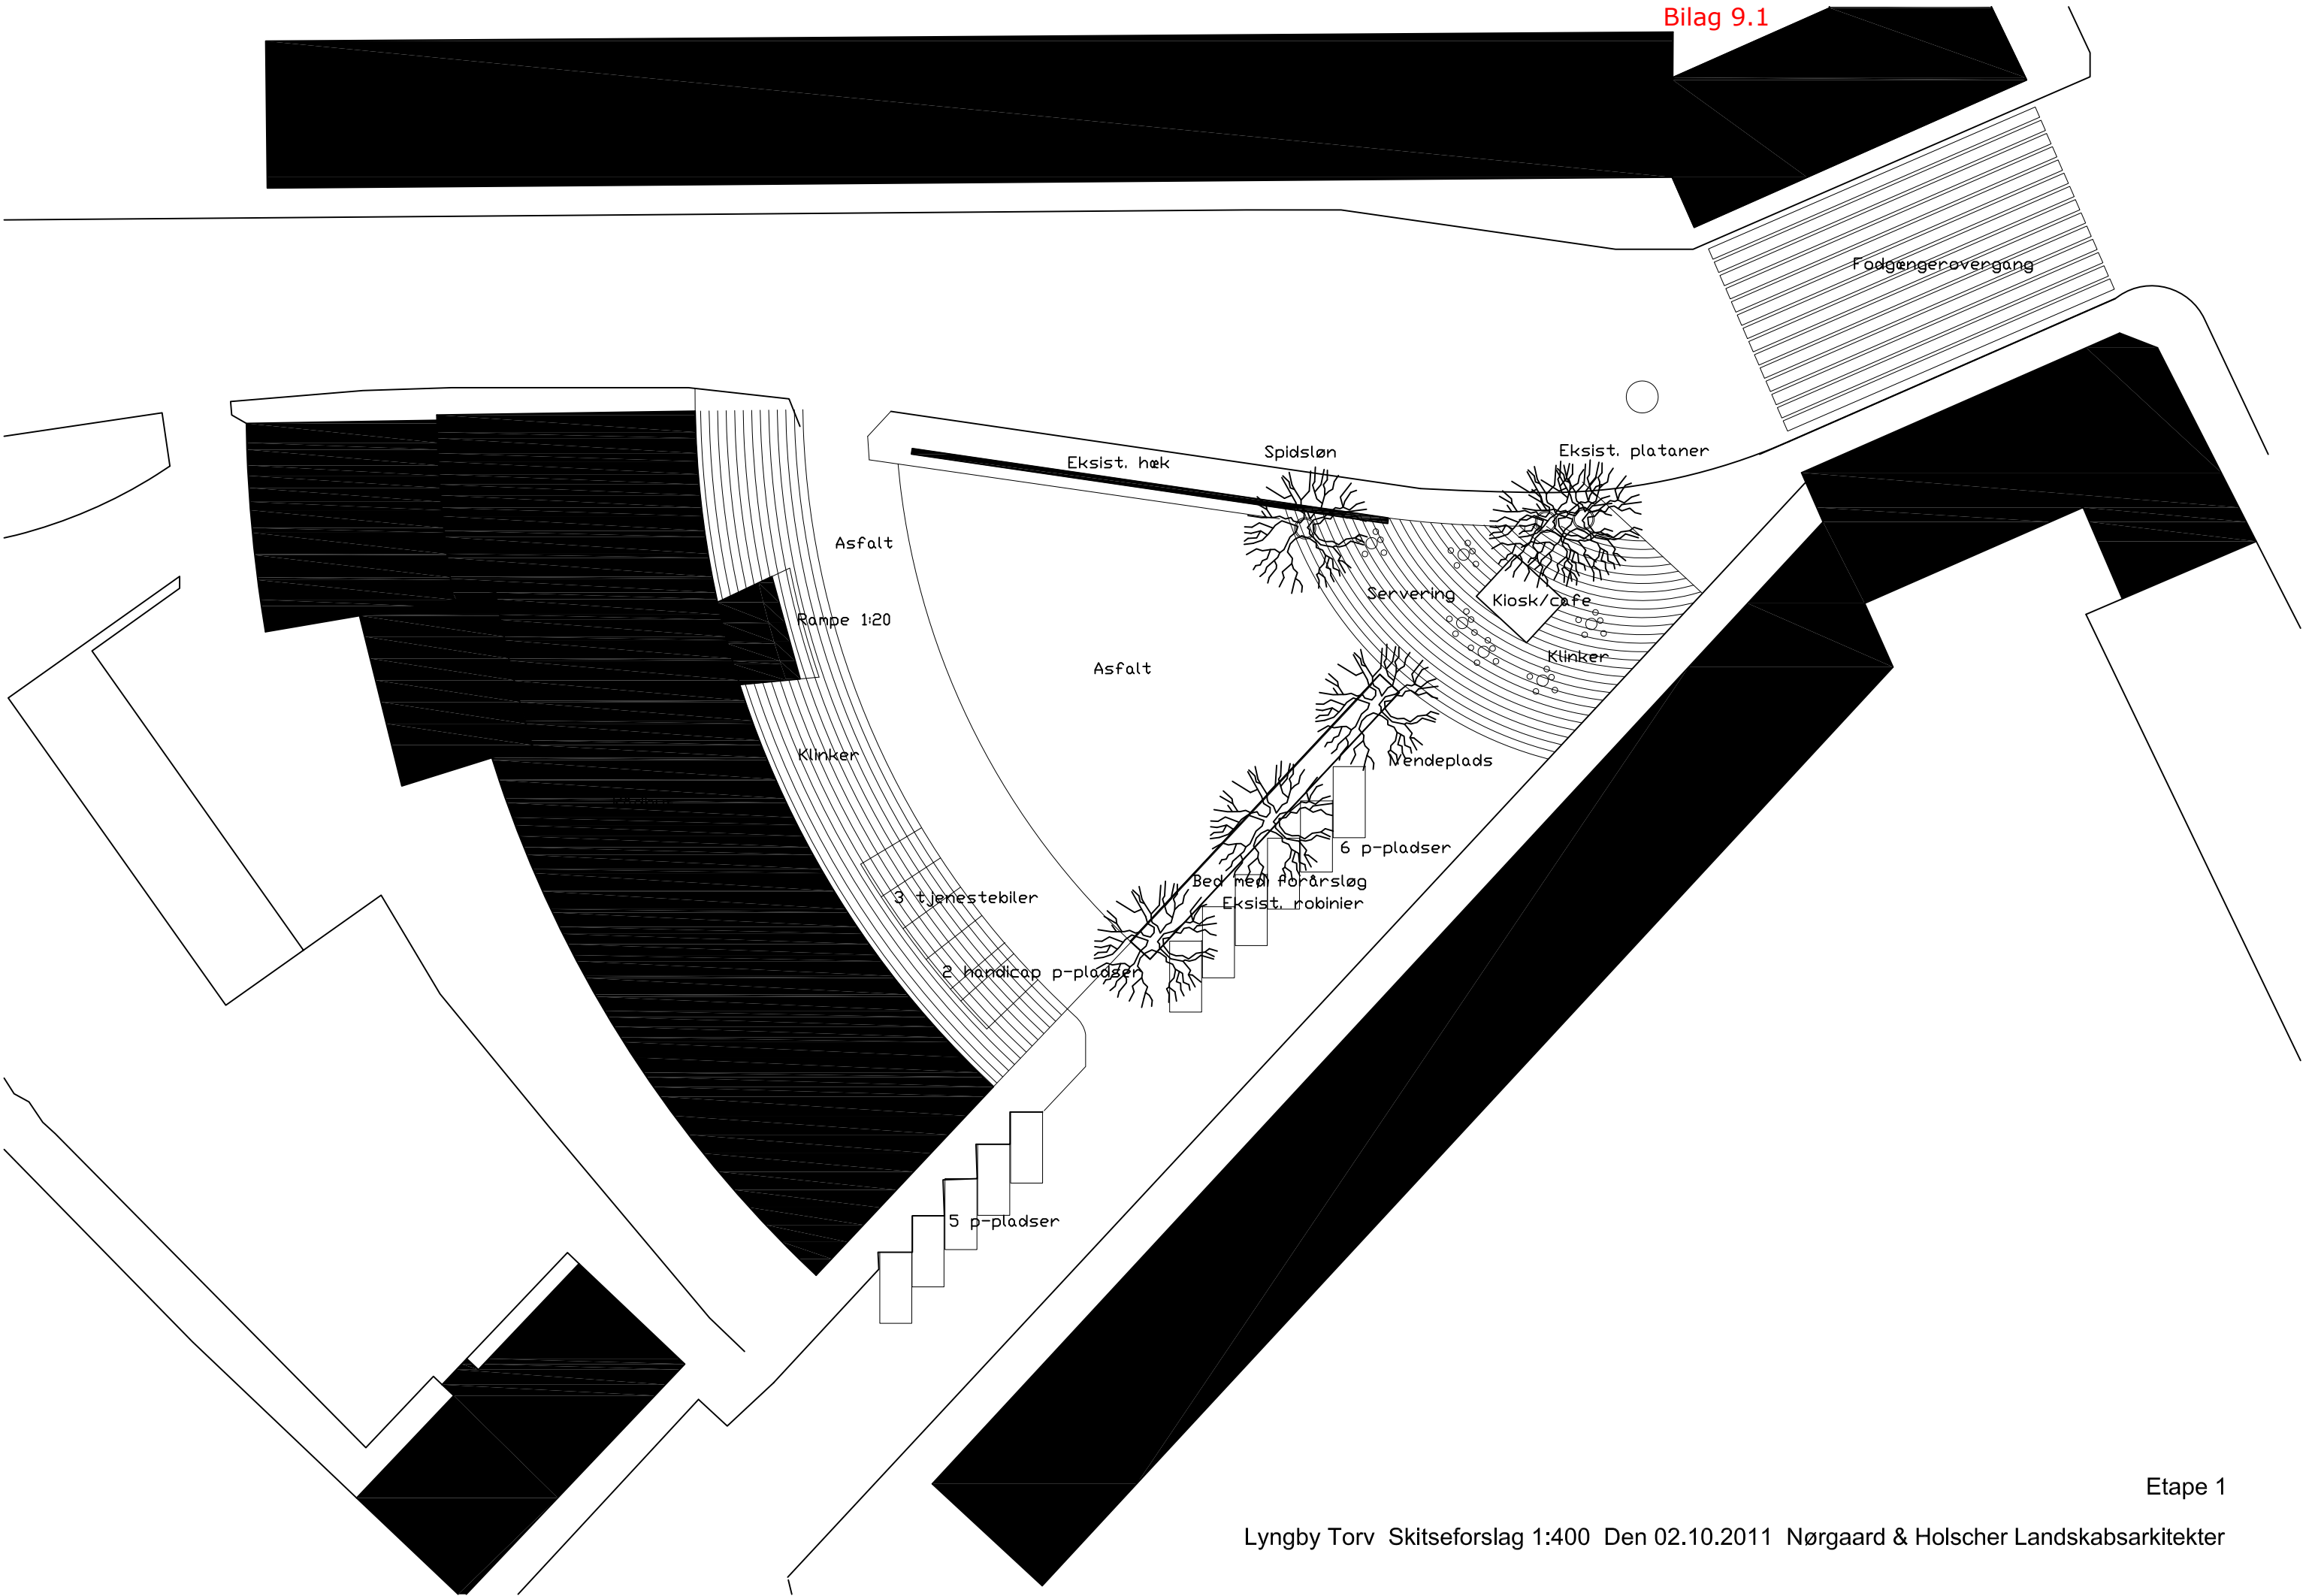 Bilag 9.1
Fodgængerovergang
Eksist. plataner
Spidsløn
Eksist. hæk
Asfalt
Servering
Kiosk/cafe
Rampe 1:20
Klinker
Asfalt
Klinker
Vendeplads
6 p-pladser
Bed med forårsløg
3 tjenestebiler
Eksist. robinier
2 handicap p-pladser
5 p-pladser
Etape 1
Lyngby Torv Skitseforslag 1:400 Den 02.10.2011 Nørgaard & Holscher Landskabsarkitekter